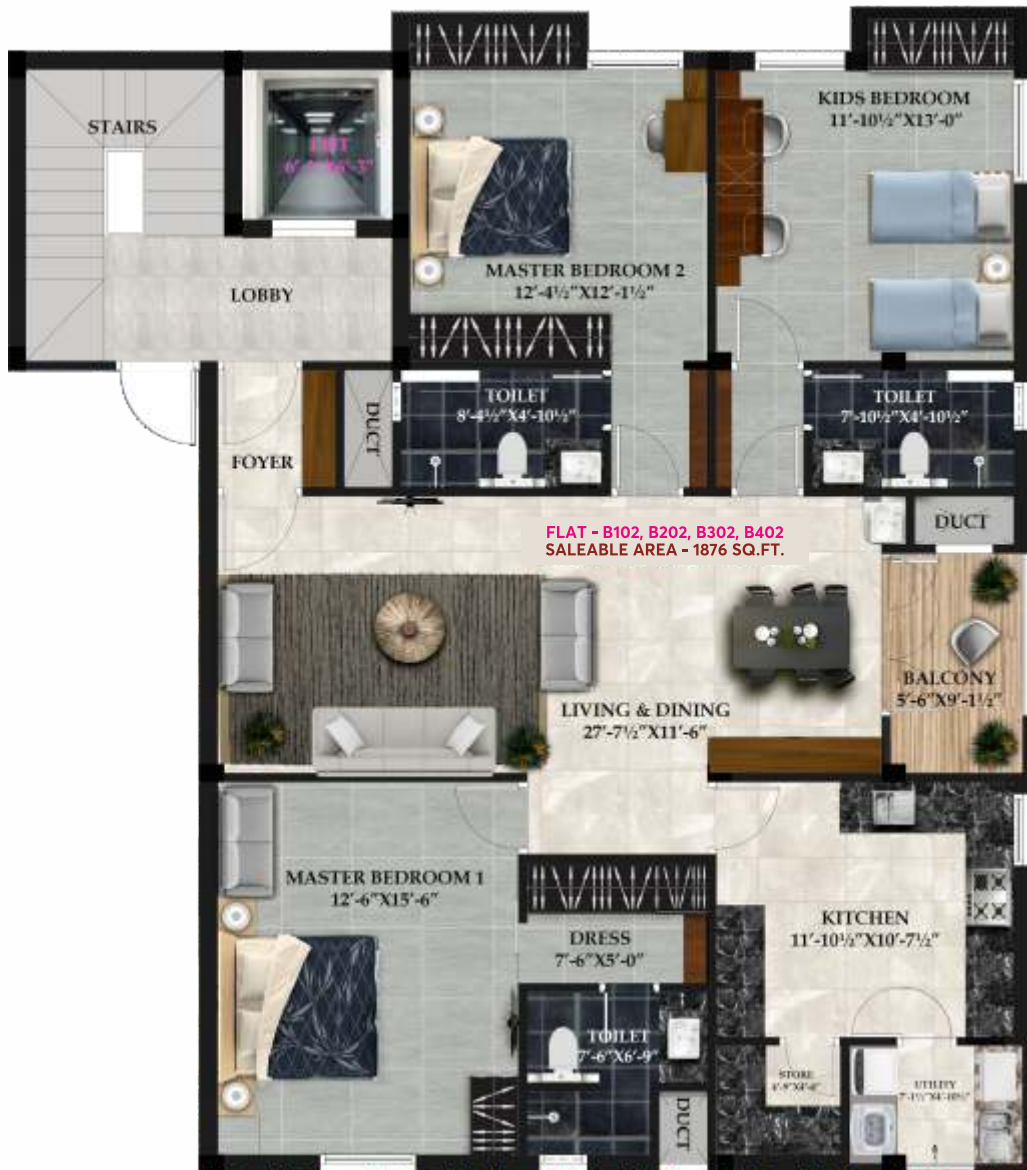 STAIRS
KIDS BEDROOM
11'-10½"X13'-0"
LOBBY
MASTER BEDROOM 2
12'-4½"X12'-1½"
TOILET
8'-4½"X4'-10½"
DUCT
TOILET
7'-10½"X4'-10½"
FOYER
FLAT - B102, B202, B302, B402
SALEABLE AREA - 1876 SQ.FT.
DUCT
BALCONY
5'-6"X9'-1½"
LIVING & DINING
27'-7½"X11'-6"
MASTER BEDROOM 1
12'-6"X15'-6"
DRESS
7'-6"X5'-0"
KITCHEN
11'-10½"X10'-7½"
TOILET
7'-6"X6'-9"
STORE
UTILITY
DUCT